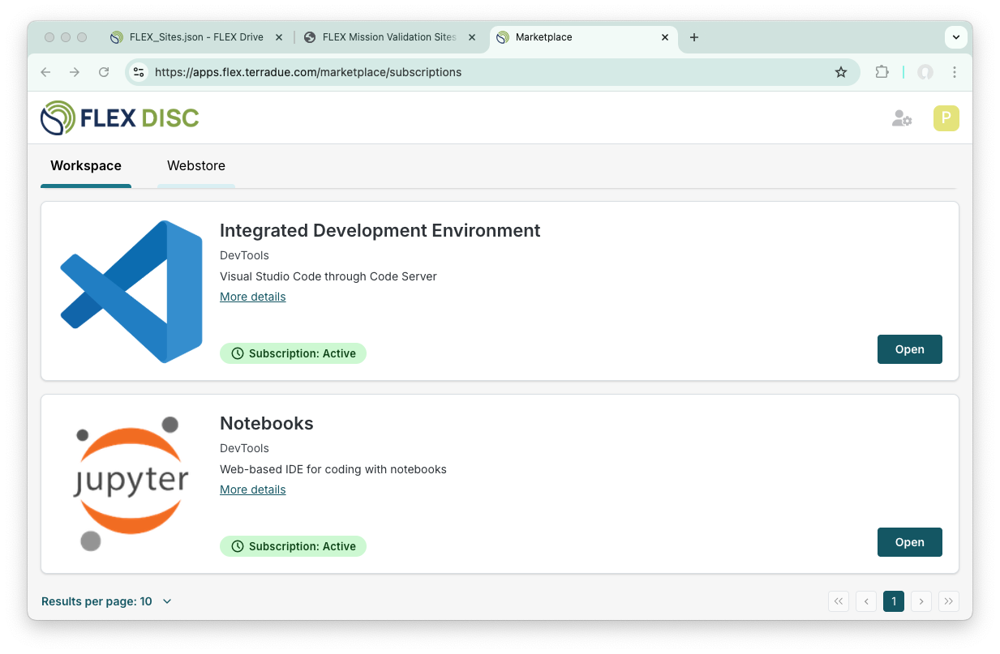 FLEX_Sites.json - FLEX Drive
FLEX Mission Validation Sites
Marketplace
https://apps.flex.terradue.com/marketplace/subscriptions
FLEX DISC
P
Workspace
Webstore
Integrated Development Environment
DevTools
Visual Studio Code through Code Server
More details
Subscription: Active
Open
jupyter
Notebooks
DevTools
Web-based IDE for coding with notebooks
More details
Subscription: Active
Open
Results per page: 10
1